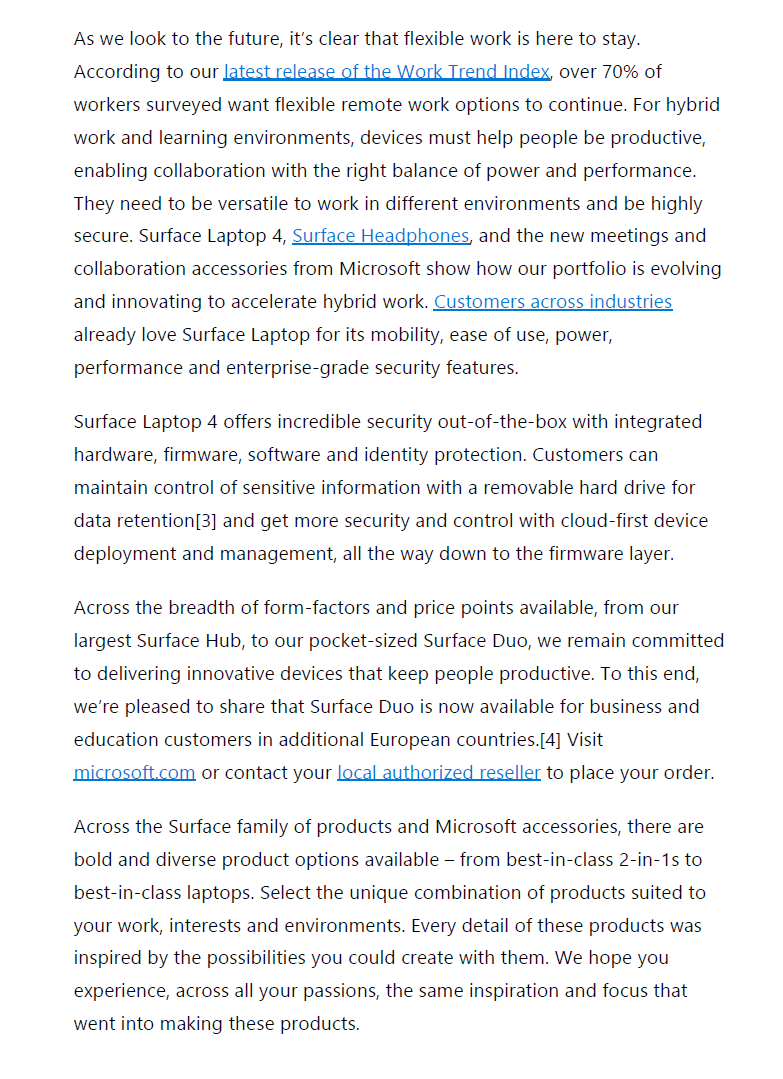 As we look to the future, it’s clear that flexible work is here to stay.
According to our latest release of the Work Trend Index, over 70% of
workers surveyed want flexible remote work options to continue. For hybrid
work and learning environments, devices must help people be productive,
enabling collaboration with the right balance of power and performance.
They need to be versatile to work in different environments and be highly
secure. Surface Laptop 4, Surface Headphones, and the new meetings and
collaboration accessories from Microsoft show how our portfolio is evolving
and innovating to accelerate hybrid work. Customers across industries
already love Surface Laptop for its mobility, ease of use, power,
performance and enterprise-grade security features.
Surface Laptop 4 offers incredible security out-of-the-box with integrated
hardware, firmware, software and identity protection. Customers can
maintain control of sensitive information with a removable hard drive for
data retention[3] and get more security and control with cloud-first device
deployment and management, all the way down to the firmware layer.
Across the breadth of form-factors and price points available, from our
largest Surface Hub, to our pocket-sized Surface Duo, we remain committed
to delivering innovative devices that keep people productive. To this end,
we’re pleased to share that Surface Duo is now available for business and
education customers in additional European countries.[4] Visit
microsoft.com or contact your local authorized reseller to place your order.
Across the Surface family of products and Microsoft accessories, there are
bold and diverse product options available – from best-in-class 2-in-1s to
best-in-class laptops. Select the unique combination of products suited to
your work, interests and environments. Every detail of these products was
inspired by the possibilities you could create with them. We hope you
experience, across all your passions, the same inspiration and focus that
went into making these products.